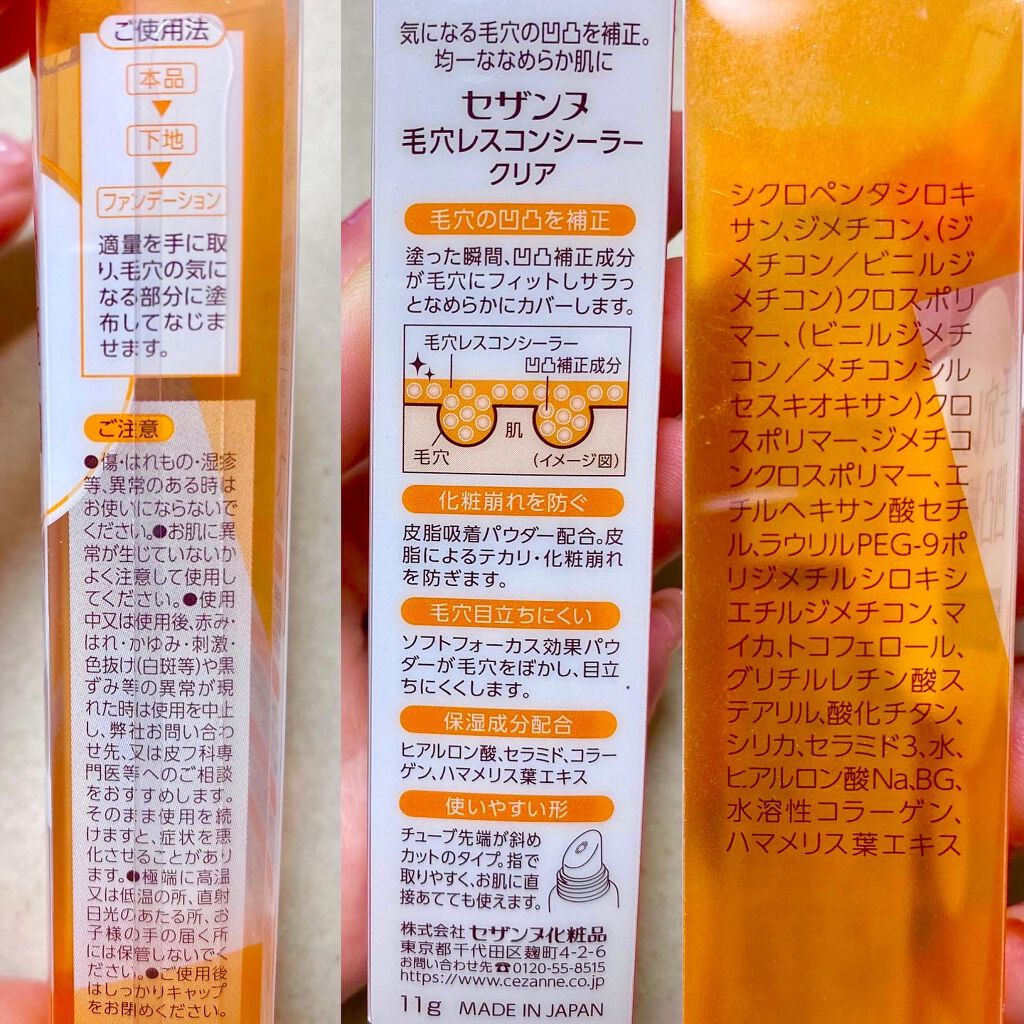 ご使用法
本品
▼
下地
▼
ファンデーション
適量を手に取
り、毛穴の気に
なる部分に塗
布してなじま
せます。
ご注意
●傷・はれもの・湿疹
等、異常のある時は
お使いにならないで
ください。●お肌に異
常が生じていないか
よく注意して使用し
てください。●使用
中又は使用後、赤み・
はれ・かゆみ・刺激・
色抜け(白斑等)や黒
ずみ等の異常が現
れた時は使用を中止
し、弊社お問い合わ
せ先、又は皮フ科専
門医等へのご相談
をおすすめします。
そのまま使用を続
けますと、症状を悪
化させることがあり
ます。●極端に高温
又は低温の所、直射
日光のあたる所、お
子様の手の届く所
には保管しないでく
ださい。●ご使用後
はしっかりキャップ
をお閉めください。
気になる毛穴の凹凸を補正。
均一ななめらか肌に
セザンヌ
毛穴レスコンシーラー
クリア
毛穴の凹凸を補正
塗った瞬間、凹凸補正成分
が毛穴にフィットしサラっ
となめらかにカバーします。
毛穴レスコンシーラー
凹凸補正成分
肌
毛穴
(イメージ図)
化粧崩れを防ぐ
皮脂吸着パウダー配合。皮
脂によるテカリ・化粧崩れ
を防ぎます。
毛穴目立ちにくい
ソフトフォーカス効果パウ
ダーが毛穴をぼかし、目立
ちにくくします。
保湿成分配合
ヒアルロン酸、セラミド、コラー
ゲン、ハマメリス葉エキス
使いやすい形
チューブ先端が斜め
カットのタイプ。指で
取りやすく、お肌に直
接あてても使えます。
株式会社 セザンヌ化粧品
東京都千代田区麹町4-2-6
お問い合わせ先☎0120-55-8515
https://www.cezanne.co.jp
11g MADE IN JAPAN
シクロペンタシロキ
サン、ジメチコン、(ジ
メチコン/ビニルジ
メチコン)クロスポリ
マー、(ビニルジメチ
コン/メチコンシル
セスキオキサン)クロ
スポリマー、ジメチコ
ンクロスポリマー、エ
チルヘキサン酸セチ
ル、ラウリルPEG-9ポ
リジメチルシロキシ
エチルジメチコン、マ
イカ、トコフェロール、
グリチルレチン酸ス
テアリル、酸化チタン、
シリカ、セラミド3、水、
ヒアルロン酸Na、BG、
水溶性コラーゲン、
ハマメリス葉エキス